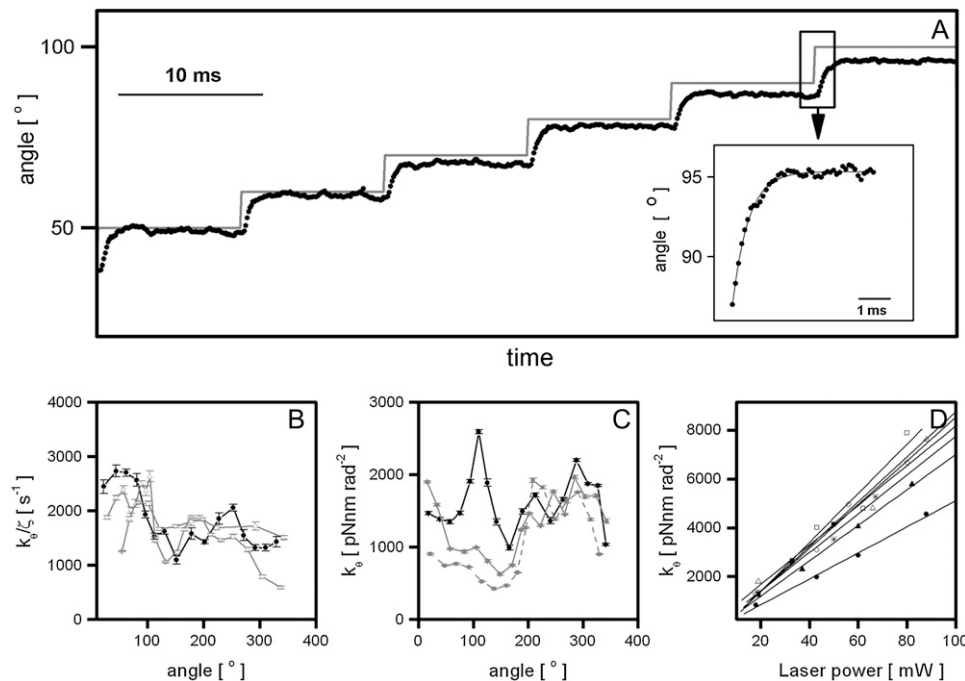 A
100
10 ms
angle [ ° ]
50
95
90
angle [ ° ]
1 ms
time
B
4000
3000
2000
1000
0
kθ/ζ [ s⁻¹ ]
0
100
200
300
400
angle [ ° ]
C
3000
2000
1000
0
kθ [ pNnm rad⁻² ]
0
100
200
300
400
angle [ ° ]
D
8000
6000
4000
2000
kθ [ pNnm rad⁻² ]
20
40
60
80
100
Laser power [ mW ]